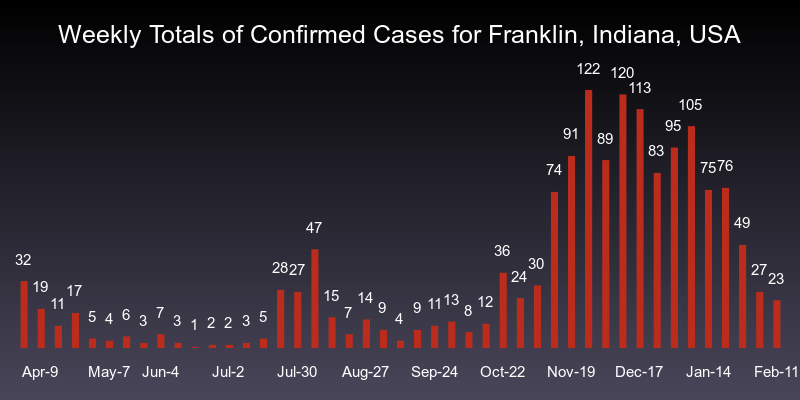 Weekly Totals of Confirmed Cases for Franklin, Indiana, USA
32 19 11 17 5 4 6 3 7 3 1 2 2 3 5 28 27 47 15 7 14 9 4 9 11 13 8 12 36 24 30 74 91 122 89 120 113 83 95 105 75 76 49 27 23
Apr-9 May-7 Jun-4 Jul-2 Jul-30 Aug-27 Sep-24 Oct-22 Nov-19 Dec-17 Jan-14 Feb-11